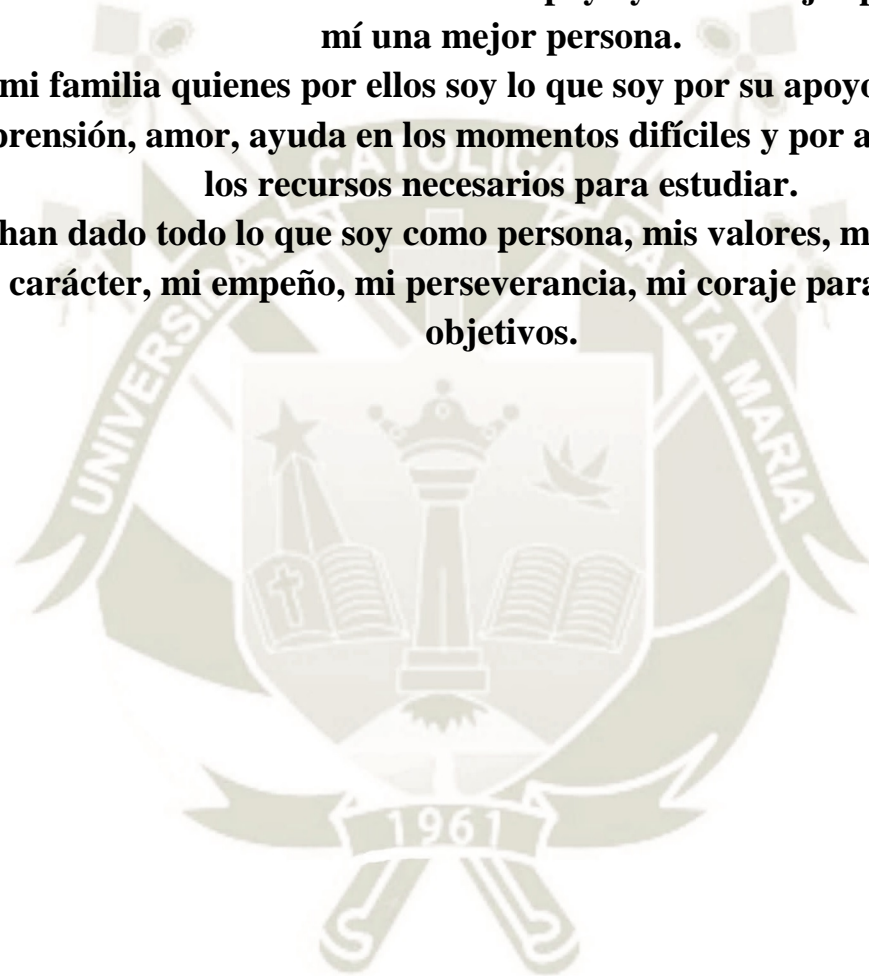 mí una mejor persona.
mi familia quienes por ellos soy lo que soy por su apoyo
prensión, amor, ayuda en los momentos difíciles y por a
los recursos necesarios para estudiar.
han dado todo lo que soy como persona, mis valores, m
carácter, mi empeño, mi perseverancia, mi coraje para
objetivos.
UNIVERSIDAD CATOLICA SANTA MARIA
1961